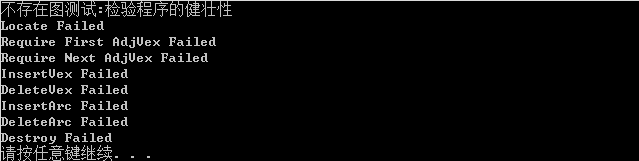 不存在图测试:检验程序的健壮性
Locate Failed
Require First AdjVex Failed
Require Next AdjVex Failed
InsertVex Failed
DeleteVex Failed
InsertArc Failed
DeleteArc Failed
Destroy Failed
请按任意键继续. . .